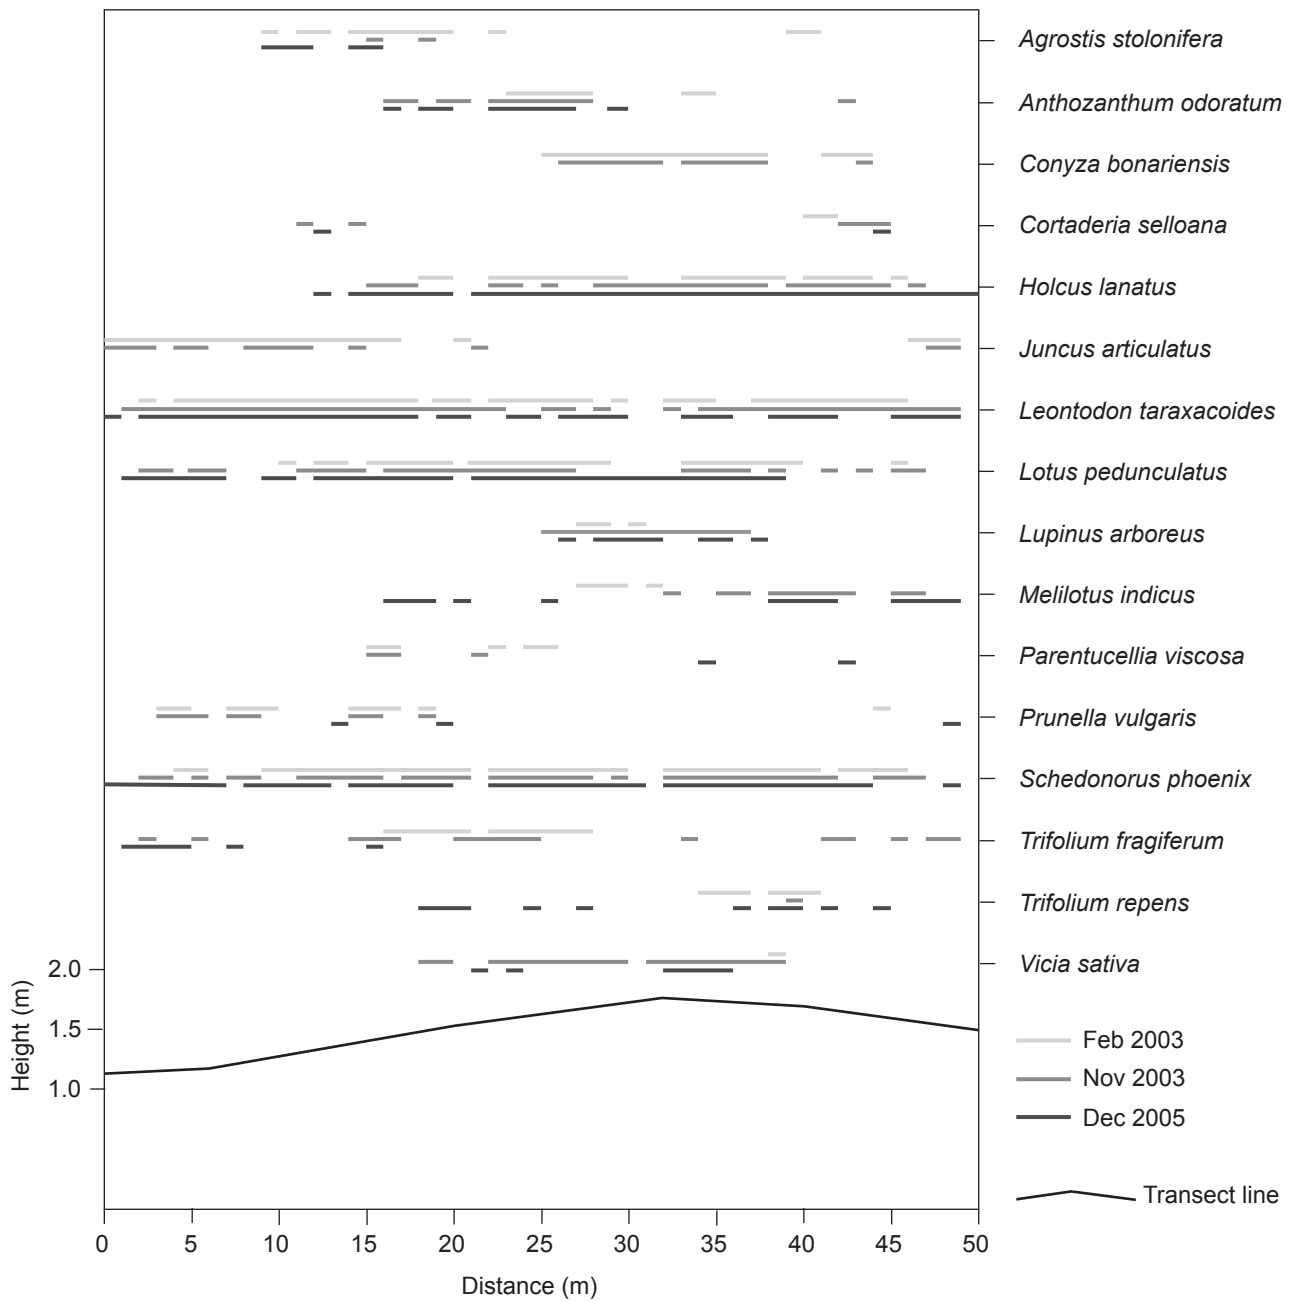 Agrostis stolonifera
Anthozanthum odoratum
Conyza bonariensis
Cortaderia selloana
Holcus lanatus
Juncus articulatus
Leontodon taraxacoides
Lotus pedunculatus
Lupinus arboreus
Melilotus indicus
Parentucellia viscosa
Prunella vulgaris
Schedonorus phoenix
Trifolium fragiferum
Trifolium repens
Vicia sativa
2.0
1.5
1.0
Height (m)
Feb 2003
Nov 2003
Dec 2005
Transect line
0 5 10 15 20 25 30 35 40 45 50
Distance (m)